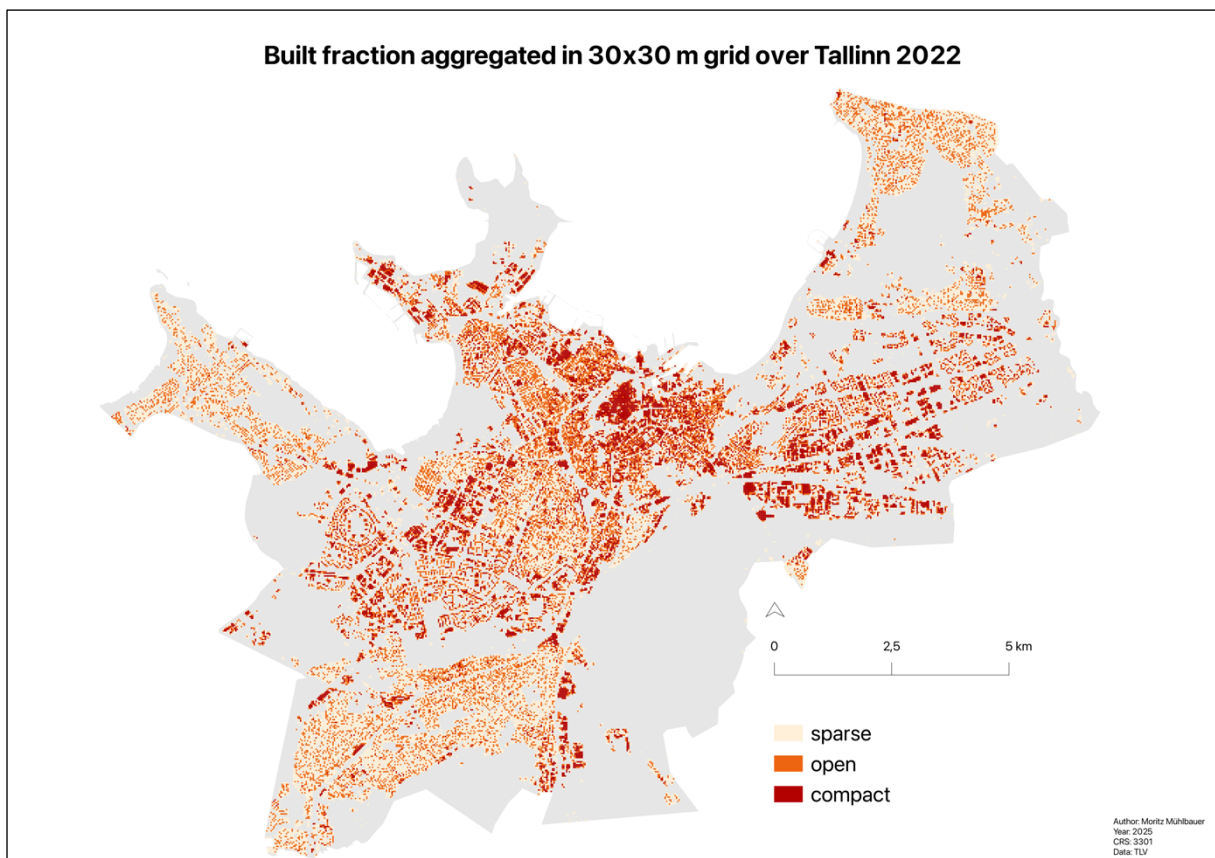 Built fraction aggregated in 30x30 m grid over Tallinn 2022
0 2,5 5 km
sparse
open
compact
Author: Moritz Mühlbauer
Year: 2025
CRS: 3301
Data: TLV